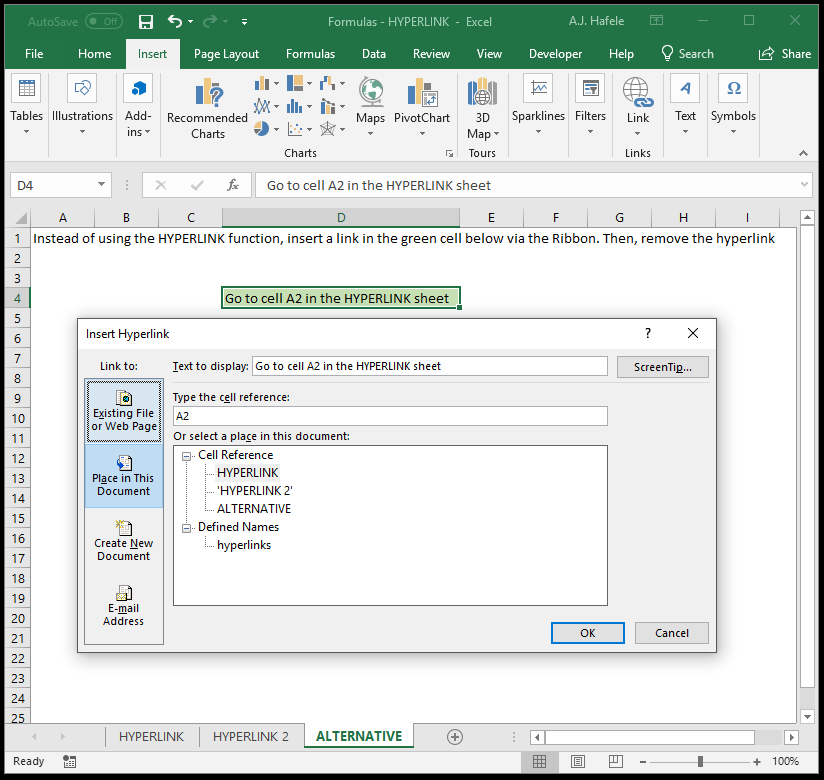 AutoSave Off Formulas - HYPERLINK - Excel A.J. Hafele
File Home Insert Page Layout Formulas Data Review View Developer Help Search Share
Tables
Illustrations
Add-
ins
Recommended
Charts
Maps
PivotChart
3D
Map
Sparklines
Filters
Link
Text
Symbols
Charts Tours Links
D4 fx Go to cell A2 in the HYPERLINK sheet
A B C D E F G H I
1 Instead of using the HYPERLINK function, insert a link in the green cell below via the Ribbon. Then, remove the hyperlink
2
3
4 Go to cell A2 in the HYPERLINK sheet
5
6
7
8
9
10
11
12
13
14
15
16
17
18
19
20
21
22
23
24
25
Insert Hyperlink ? X
Link to: Text to display: Go to cell A2 in the HYPERLINK sheet ScreenTip...
Existing File
or Web Page
Place in This
Document
Create New
Document
E-mail
Address
Type the cell reference:
A2
Or select a place in this document:
Cell Reference
HYPERLINK
'HYPERLINK 2'
ALTERNATIVE
Defined Names
hyperlinks
OK Cancel
HYPERLINK HYPERLINK 2 ALTERNATIVE
Ready 100%